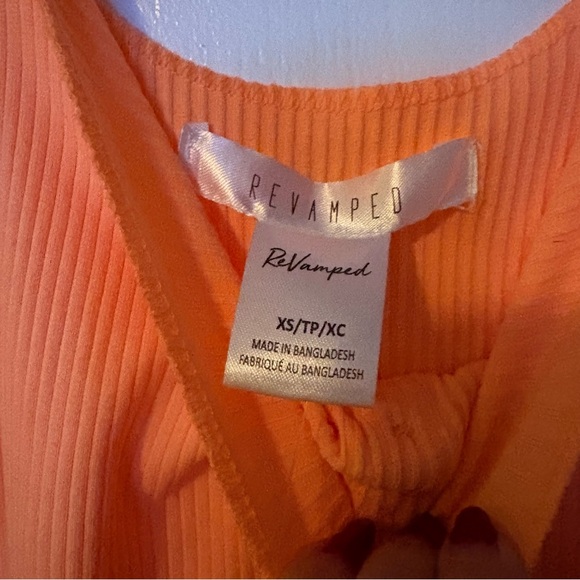 REVAMPED
ReVamped
XS/TP/XC
MADE IN BANGLADESH
FABRIQUÉ AU BANGLADESH